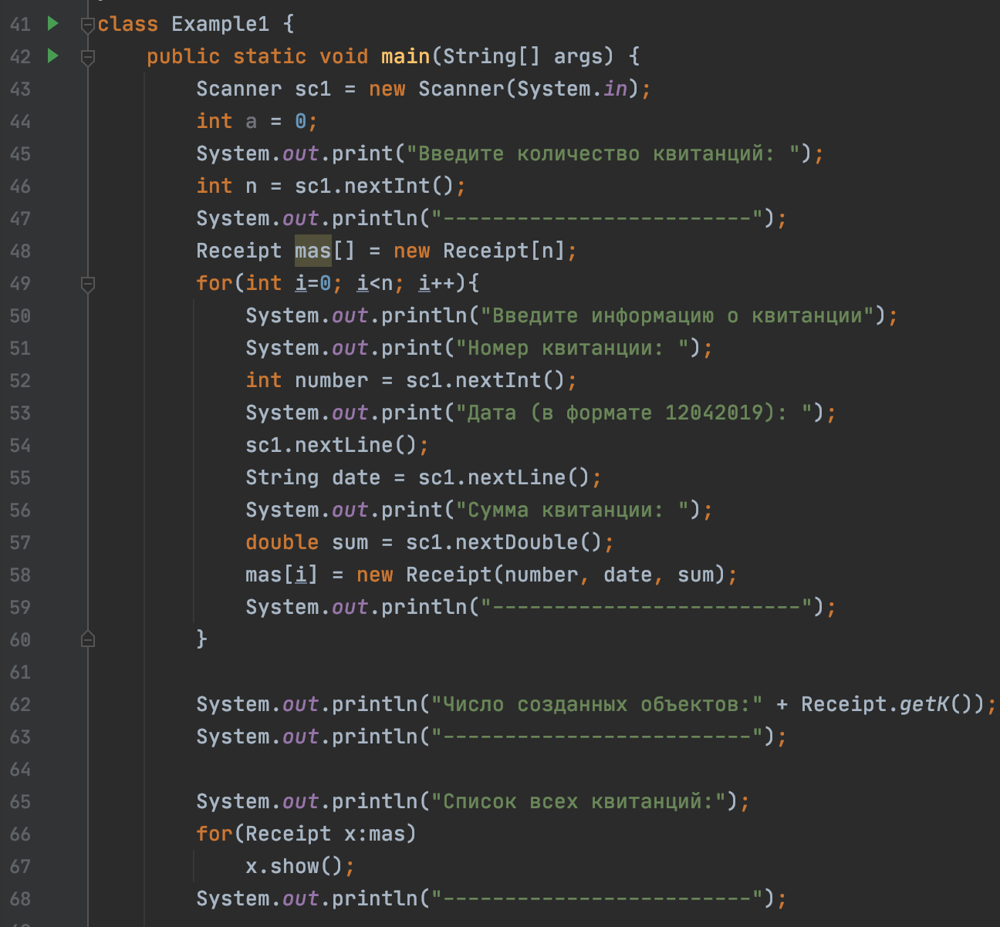 41 class Example1 {
42     public static void main(String[] args) {
43         Scanner sc1 = new Scanner(System.in);
44         int a = 0;
45         System.out.print("Введите количество квитанций: ");
46         int n = sc1.nextInt();
47         System.out.println("-------------------------");
48         Receipt mas[] = new Receipt[n];
49         for(int i=0; i<n; i++){
50             System.out.println("Введите информацию о квитанции");
51             System.out.print("Номер квитанции: ");
52             int number = sc1.nextInt();
53             System.out.print("Дата (в формате 12042019): ");
54             sc1.nextLine();
55             String date = sc1.nextLine();
56             System.out.print("Сумма квитанции: ");
57             double sum = sc1.nextDouble();
58             mas[i] = new Receipt(number, date, sum);
59             System.out.println("-------------------------");
60         }
61
62         System.out.println("Число созданных объектов:" + Receipt.getK());
63         System.out.println("-------------------------");
64
65         System.out.println("Список всех квитанций:");
66         for(Receipt x:mas)
67             x.show();
68         System.out.println("-------------------------");